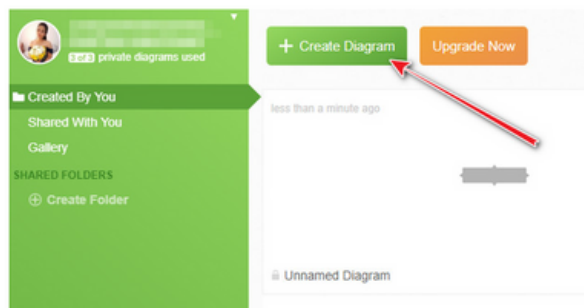 3 of 3 private diagrams used
+ Create Diagram
Upgrade Now
Created By You
Shared With You
Gallery
SHARED FOLDERS
Create Folder
less than a minute ago
Unnamed Diagram